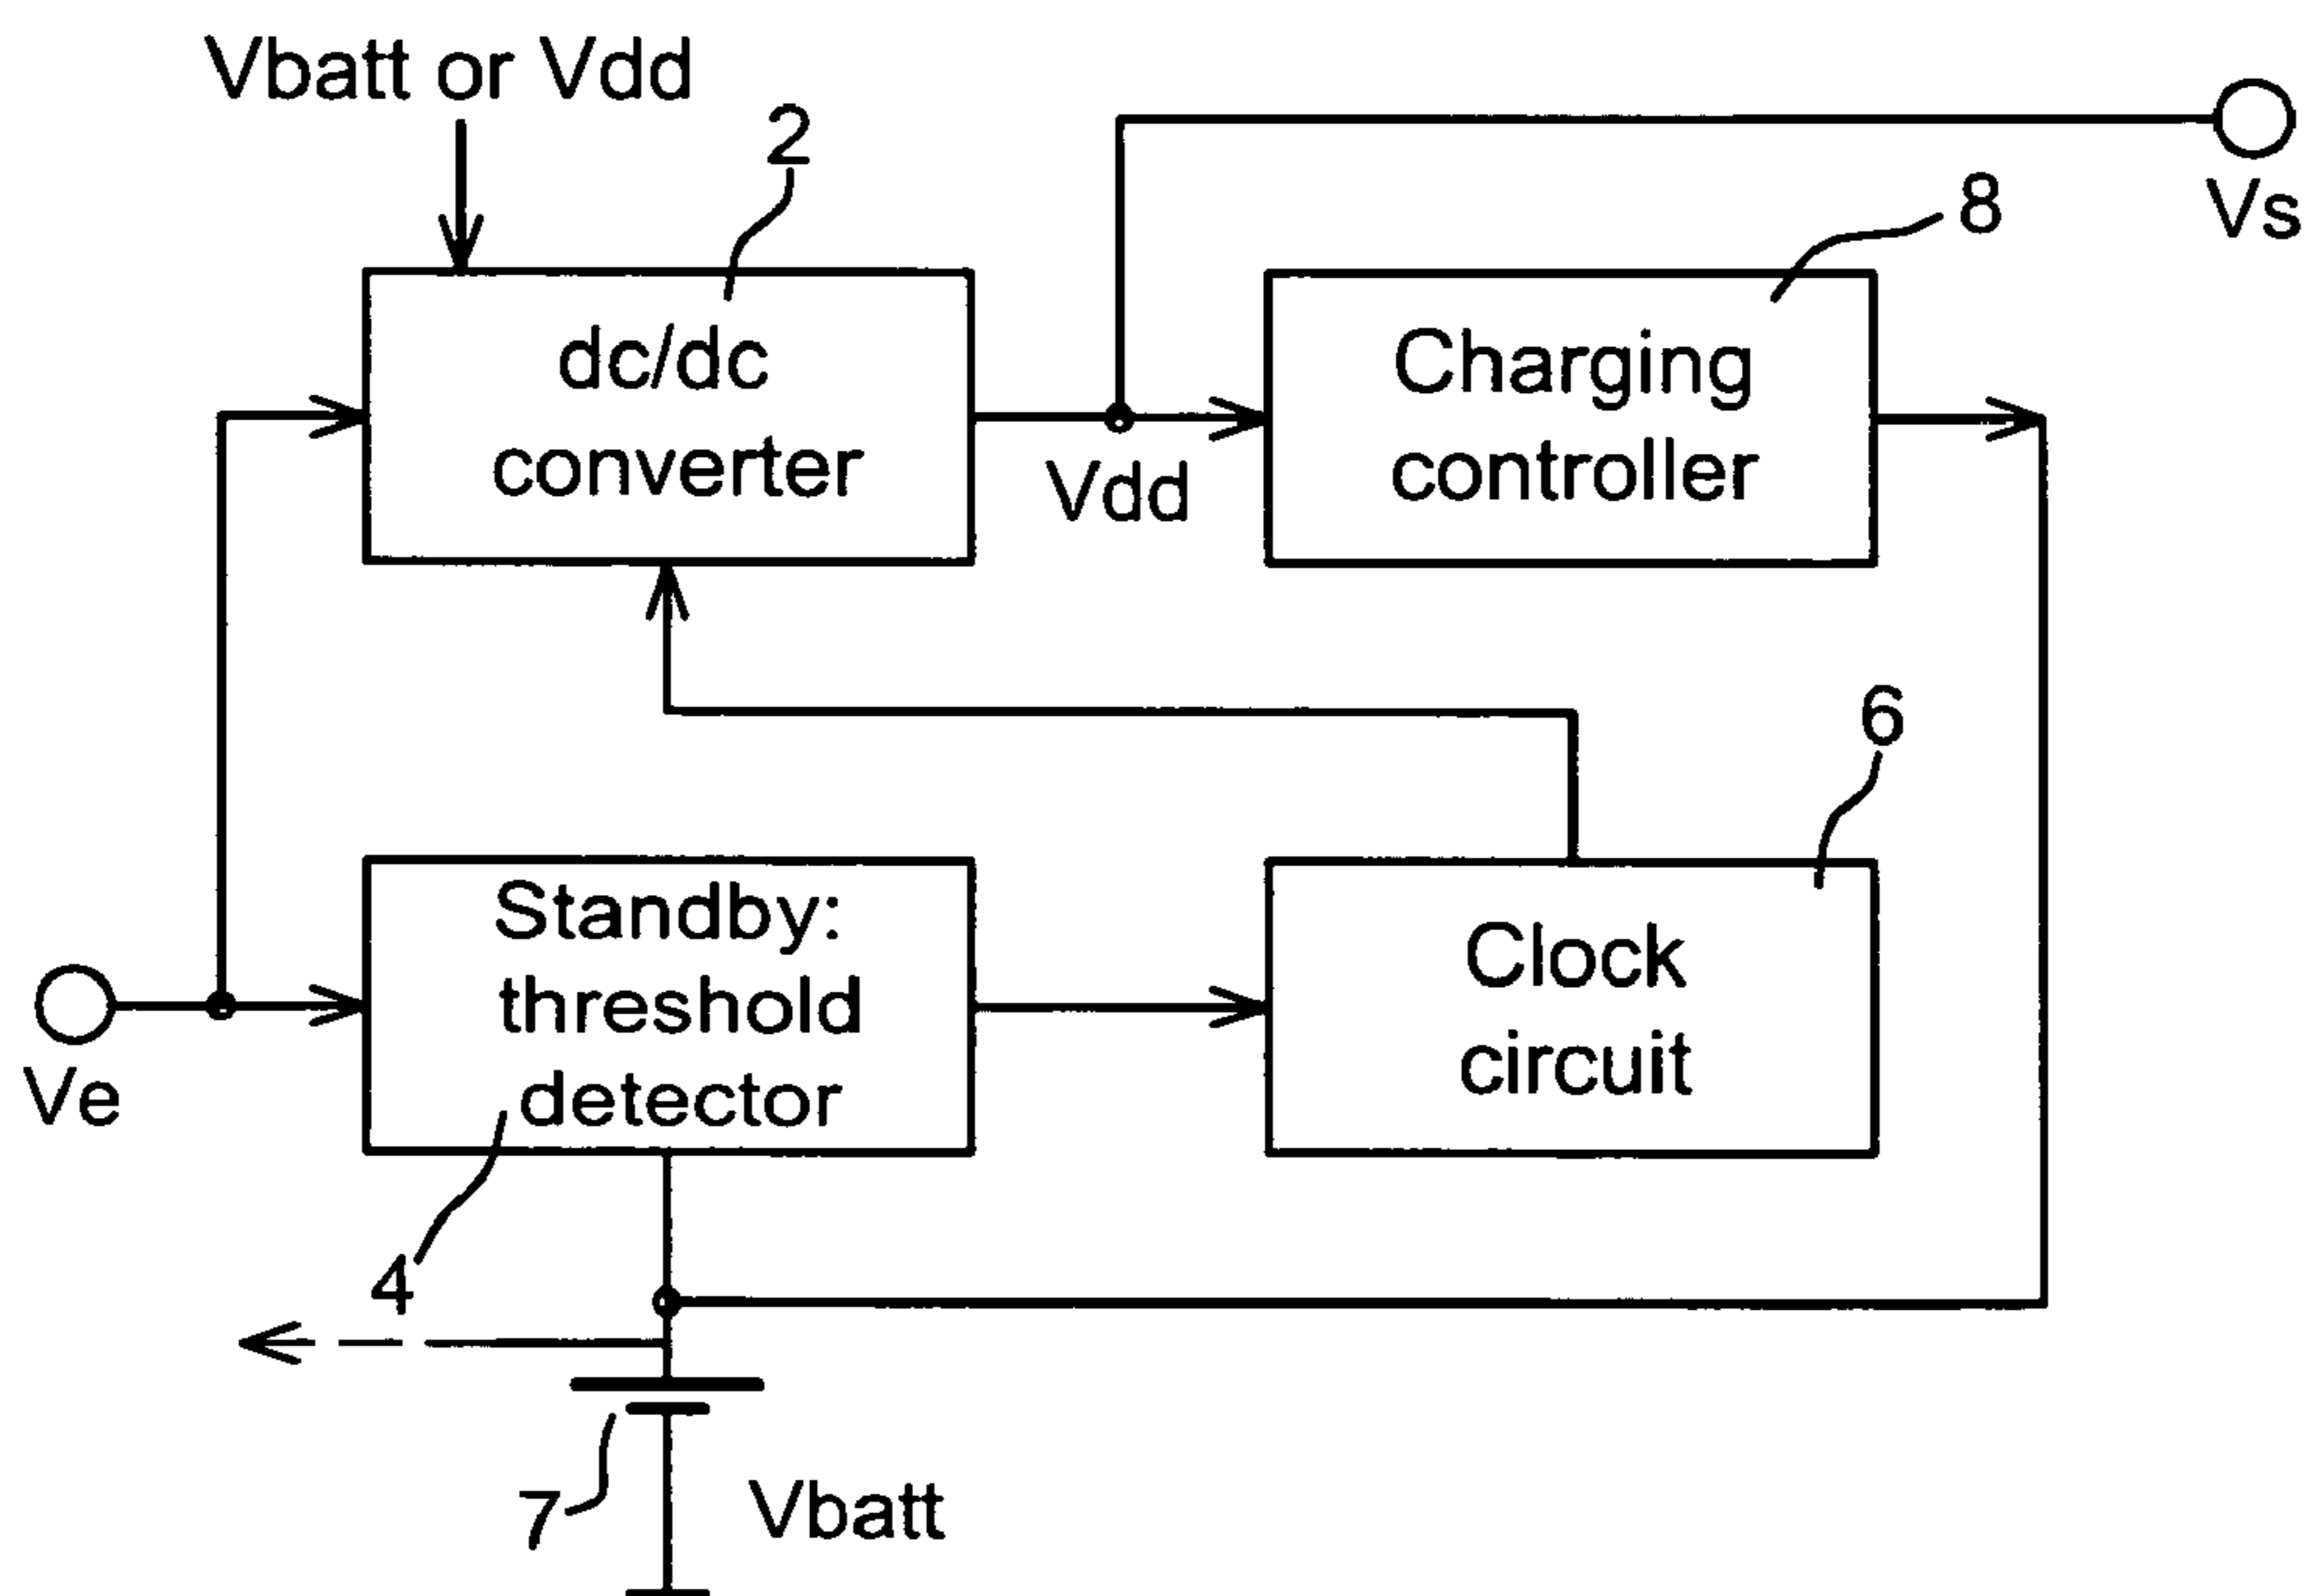 Vbatt or Vdd
2
Vs
8
dc/dc
converter
Vdd
Charging
controller
6
Standby:
threshold
detector
Clock
circuit
Ve
4
7
Vbatt